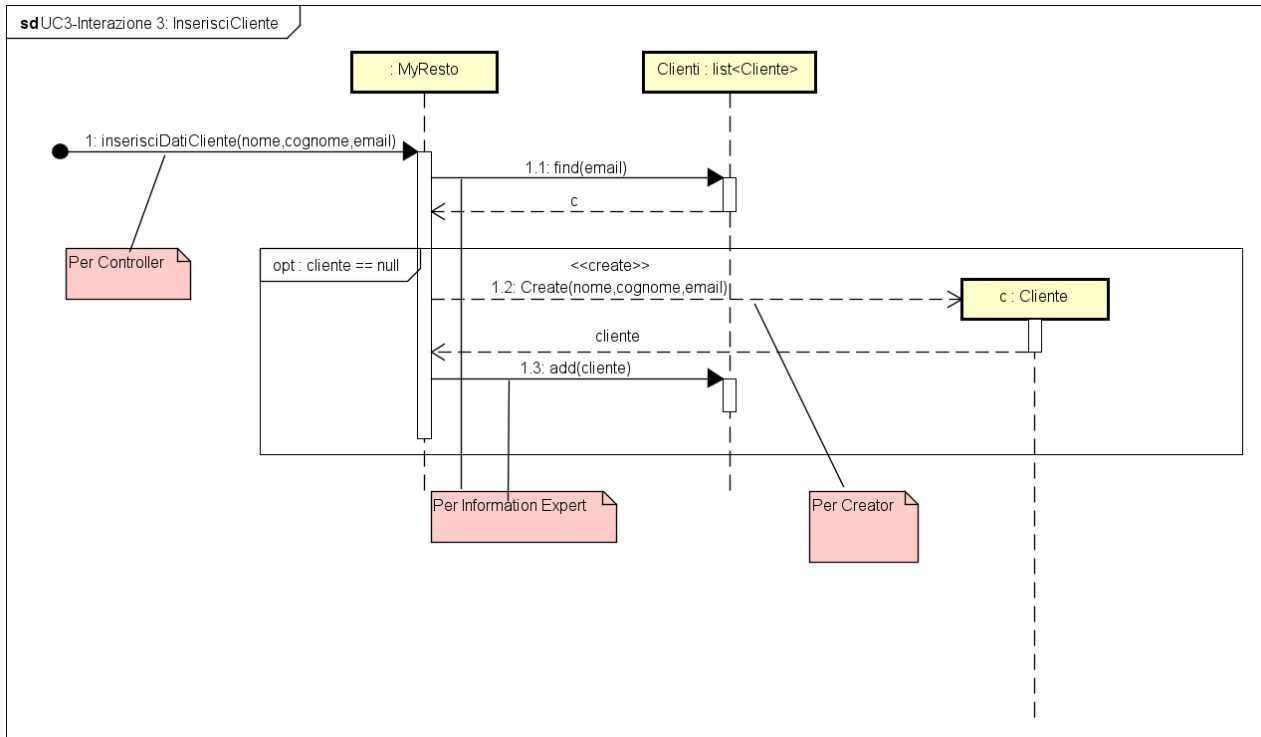 sd UC3-Interazione 3: InserisciCliente
: MyResto
Clienti : list<Cliente>
1: inserisciDatiCliente(nome,cognome,email)
1.1: find(email)
c
Per Controller
opt : cliente == null
<<create>>
1.2: Create(nome,cognome,email)
c : Cliente
cliente
1.3: add(cliente)
Per Information Expert
Per Creator